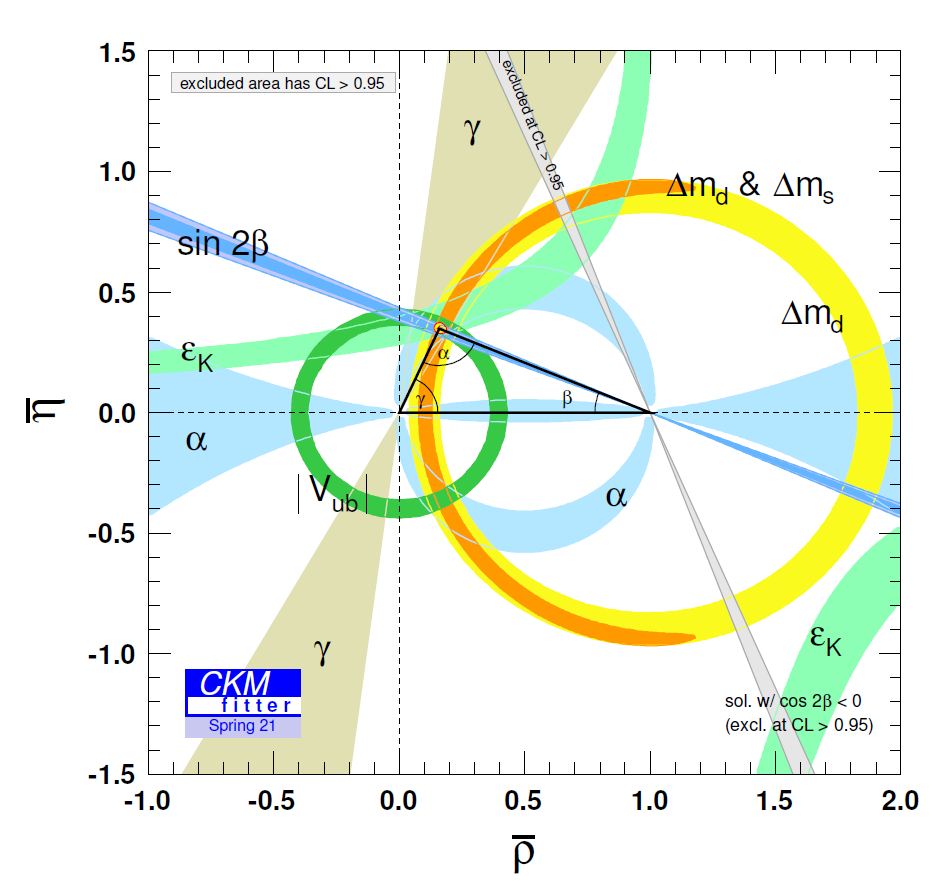 1.5
excluded area has CL > 0.95
excluded at CL > 0.95
γ
1.0
Δm_d & Δm_s
sin 2β
0.5
Δm_d
ε_K
α
γ
β
0.0
η̄
α
α
|V_ub|
-0.5
γ
ε_K
-1.0
CKM
fitter
Spring 21
sol. w/ cos 2β < 0
(excl. at CL > 0.95)
-1.5
-1.0 -0.5 0.0 0.5 1.0 1.5 2.0
ρ̄